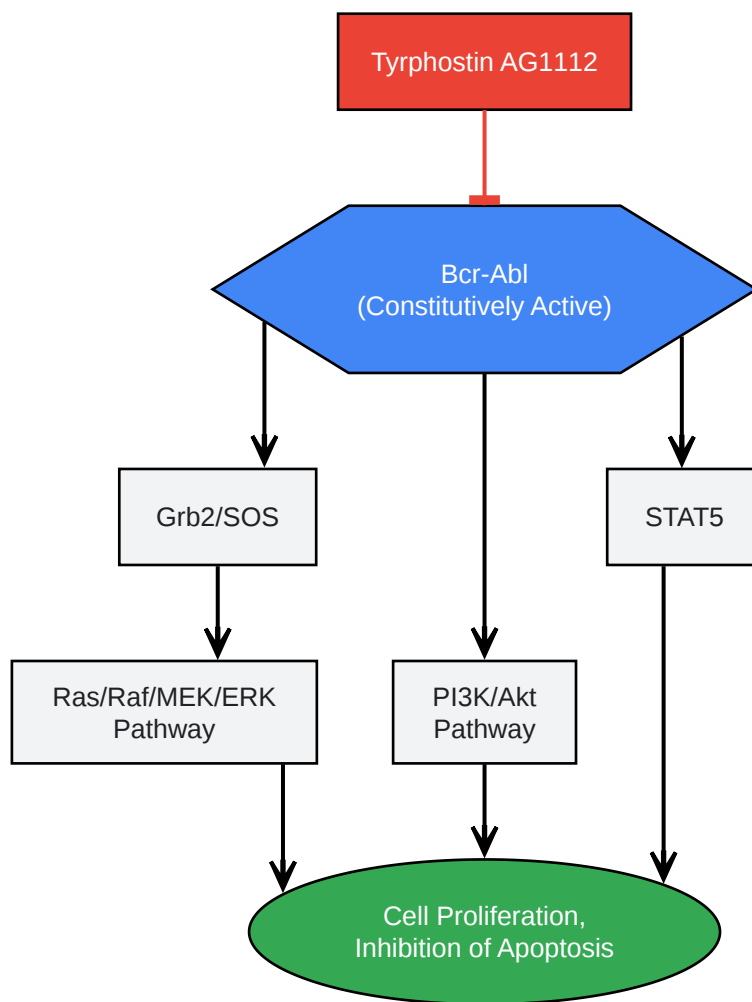 Tyrphostin AG1112
Bcr-Abl
(Constitutively Active)
Grb2/SOS
STAT5
Ras/Raf/MEK/ERK
Pathway
PI3K/Akt
Pathway
Cell Proliferation,
Inhibition of Apoptosis